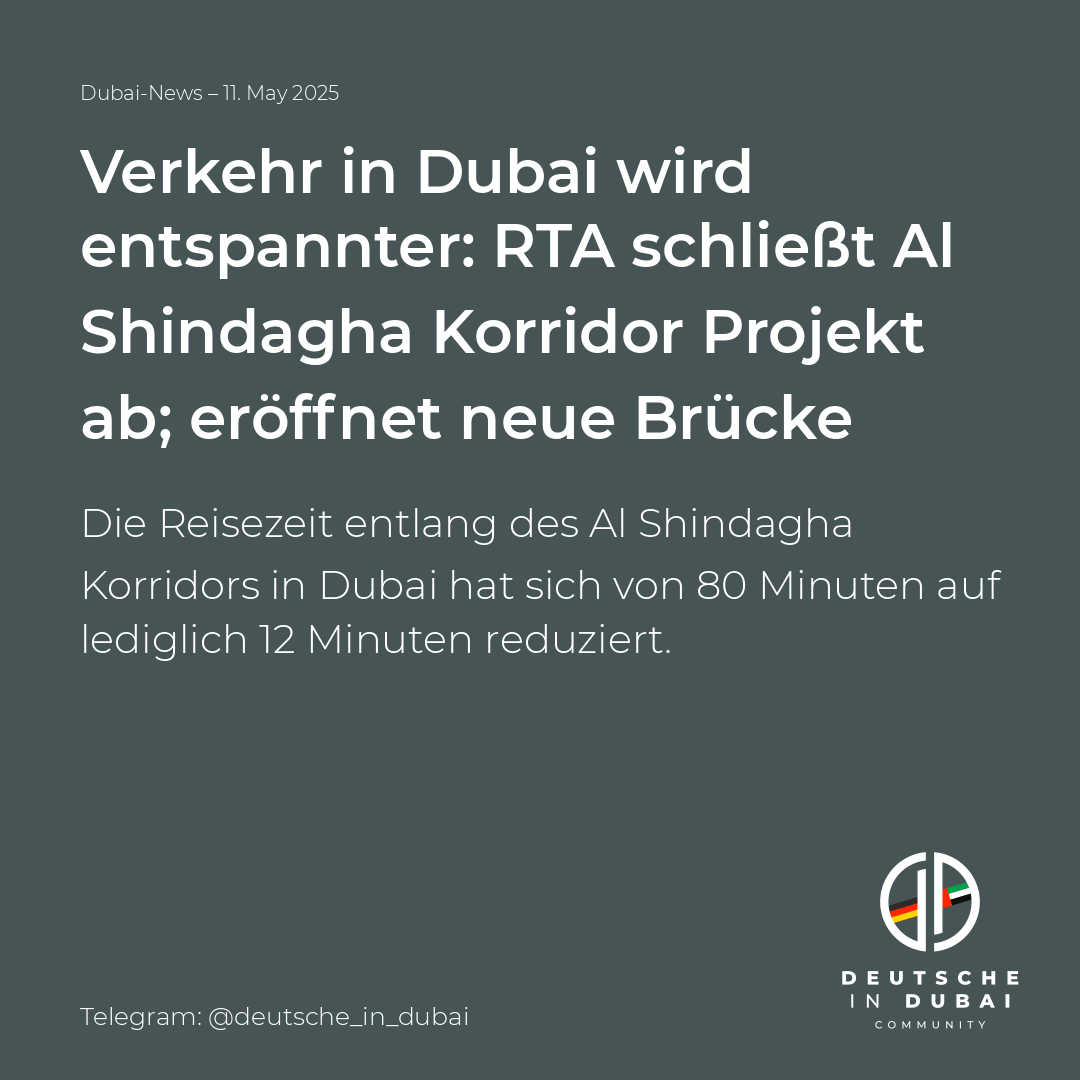 Dubai-News – 11. May 2025
Verkehr in Dubai wird
entspannter: RTA schließt Al
Shindagha Korridor Projekt
ab; eröffnet neue Brücke
Die Reisezeit entlang des Al Shindagha
Korridors in Dubai hat sich von 80 Minuten auf
lediglich 12 Minuten reduziert.
DEUTSCHE
IN DUBAI
COMMUNITY
Telegram: @deutsche_in_dubai